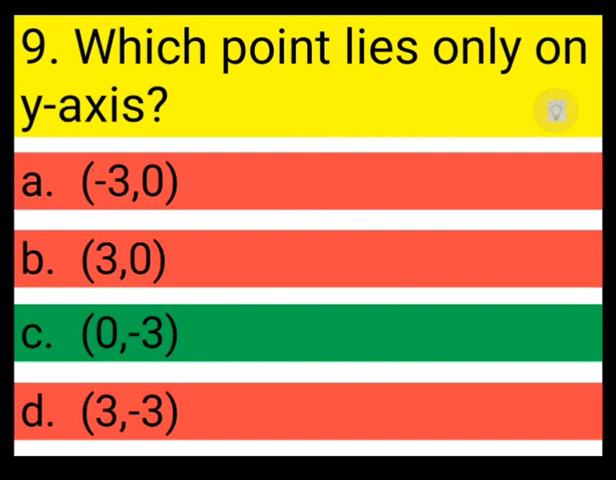 9. Which point lies only on
y-axis?
a. (-3,0)
b. (3,0)
c. (0,-3)
d. (3,-3)